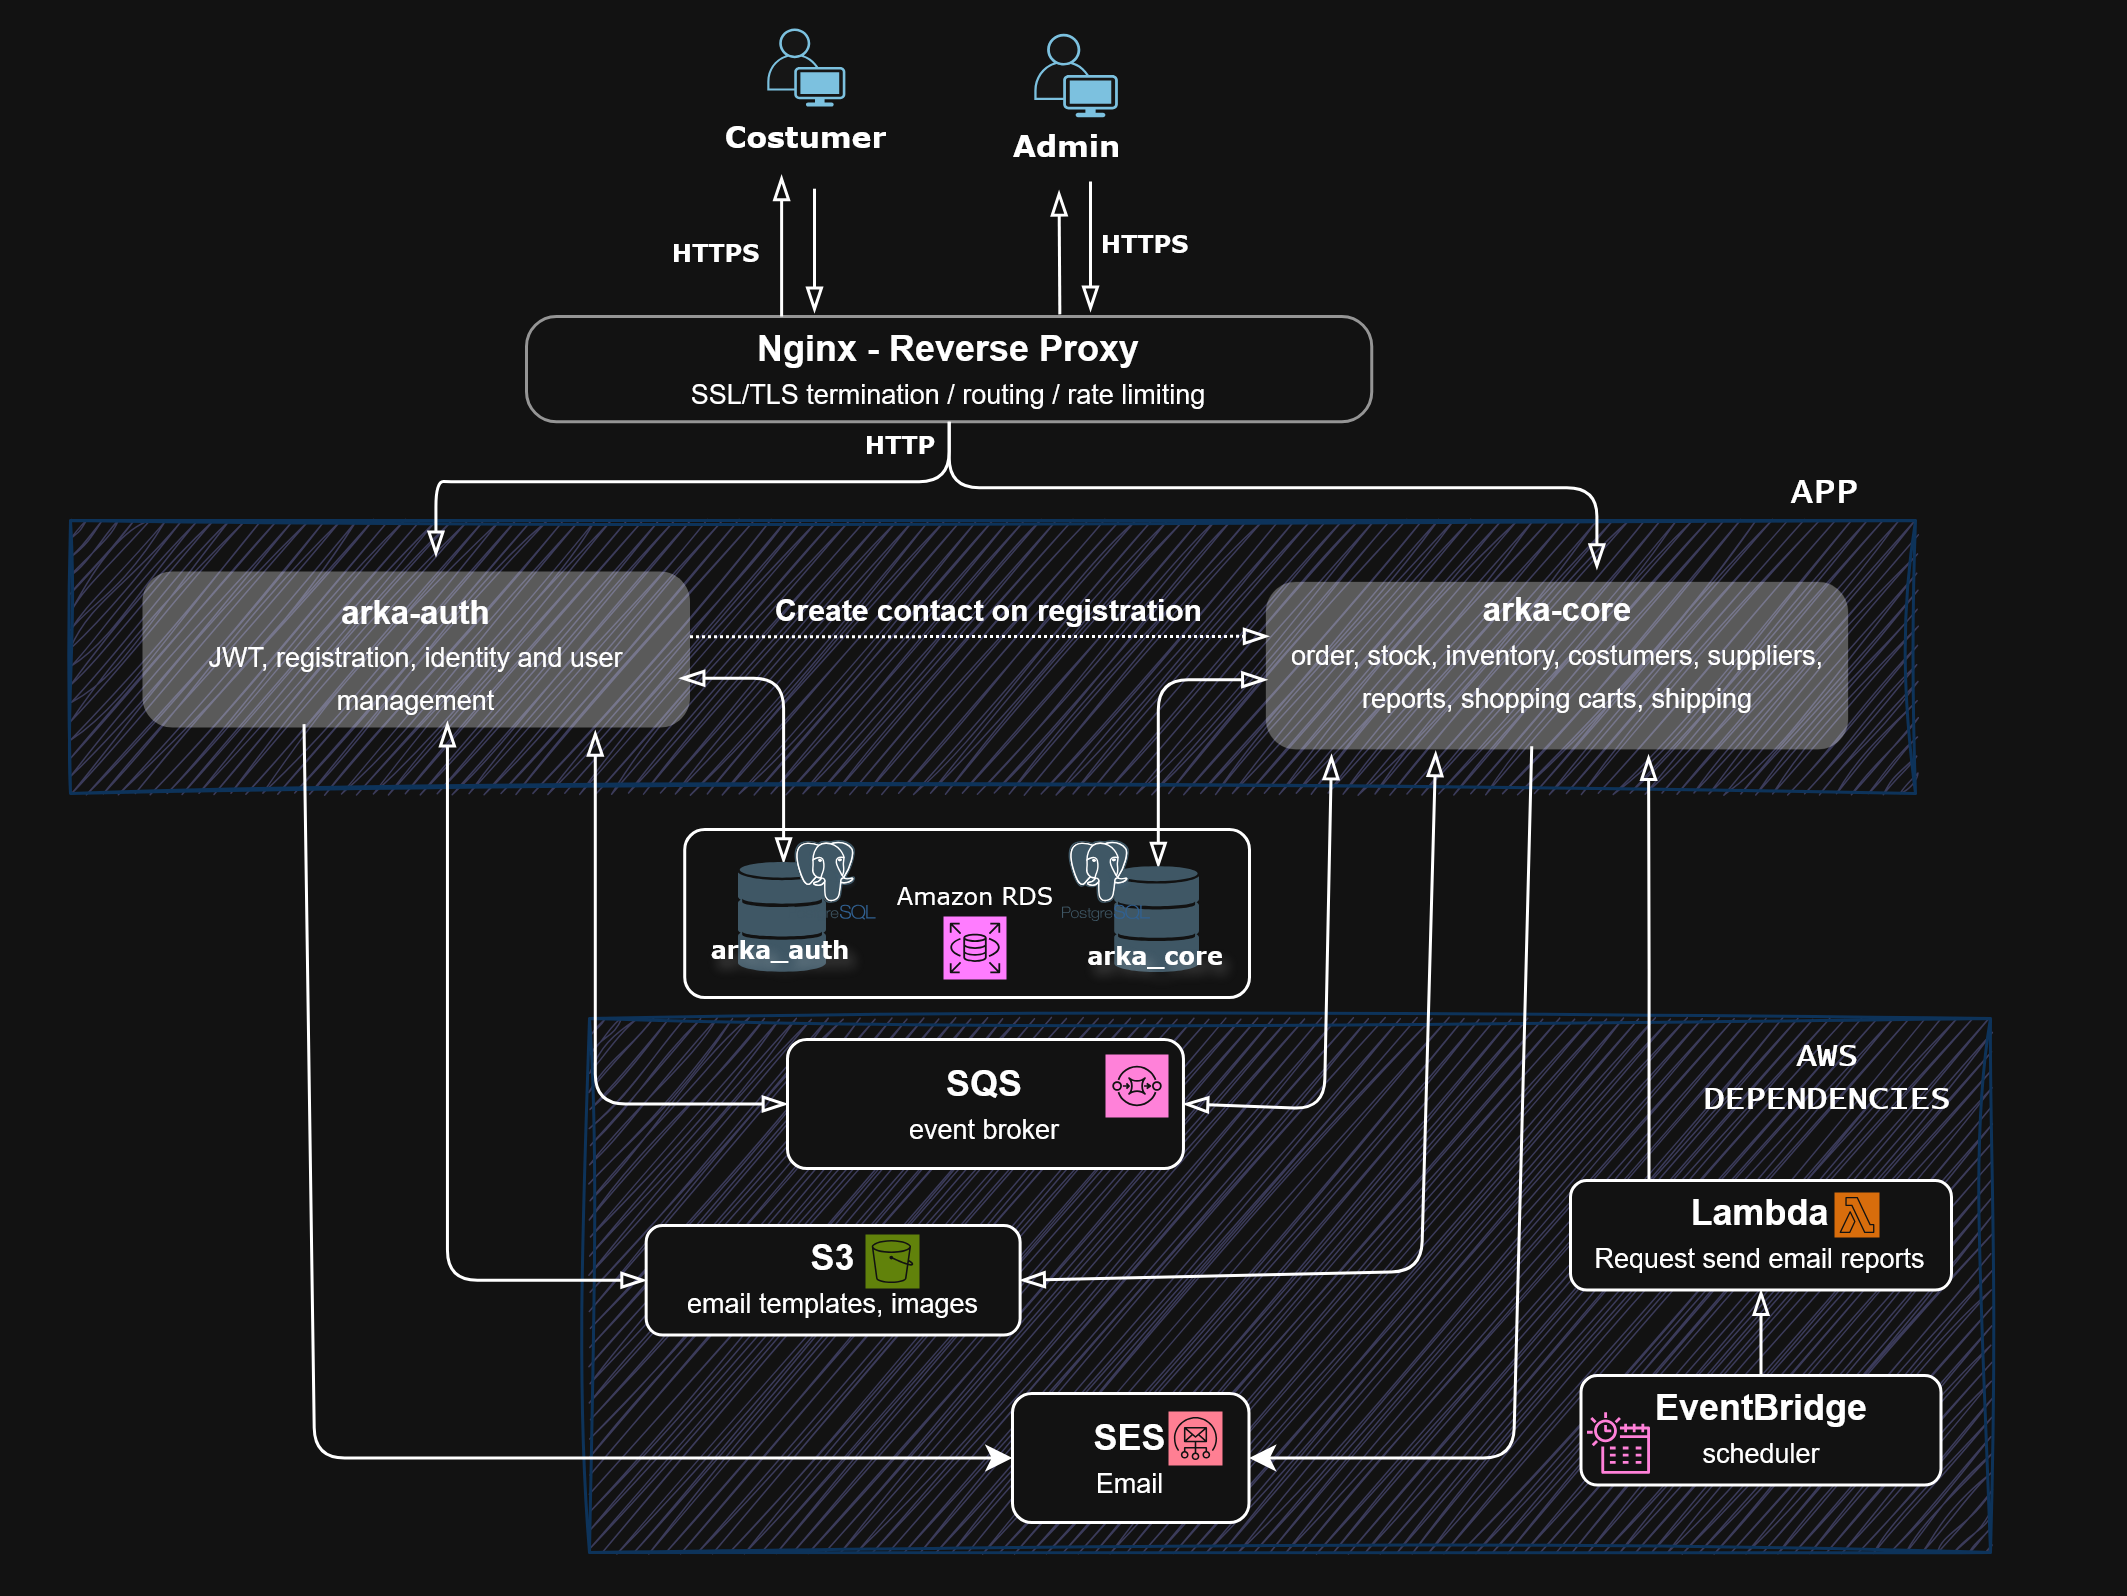 Costumer
Admin
HTTPS
HTTPS
Nginx - Reverse Proxy
SSL/TLS termination / routing / rate limiting
HTTP
APP
arka-auth
JWT, registration, identity and user
management
Create contact on registration
arka-core
order, stock, inventory, costumers, suppliers,
reports, shopping carts, shipping
reSQL
arka_auth
Amazon RDS
PostgreSQL
arka_core
AWS
DEPENDENCIES
SQS
event broker
S3
email templates, images
Lambda
Request send email reports
SES
Email
EventBridge
scheduler